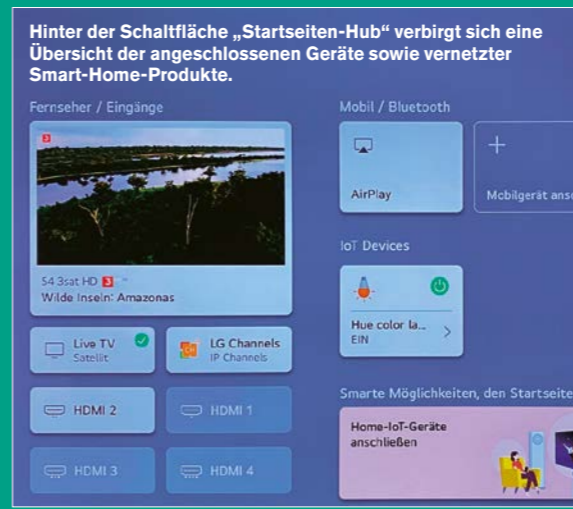 Hinter der Schaltfläche „Startseiten-Hub“ verbirgt sich eine
Übersicht der angeschlossenen Geräte sowie vernetzter
Smart-Home-Produkte.
Fernseher / Eingänge
3
54 3sat HD 3
Wilde Inseln: Amazonas
Live TV
Satellit
LG Channels
IP Channels
HDMI 2
HDMI 1
HDMI 3
HDMI 4
Mobil / Bluetooth
AirPlay
Mobilgerät ansc
IoT Devices
Hue color la...
EIN
Smarte Möglichkeiten, den Startseite
Home-IoT-Geräte
anschließen